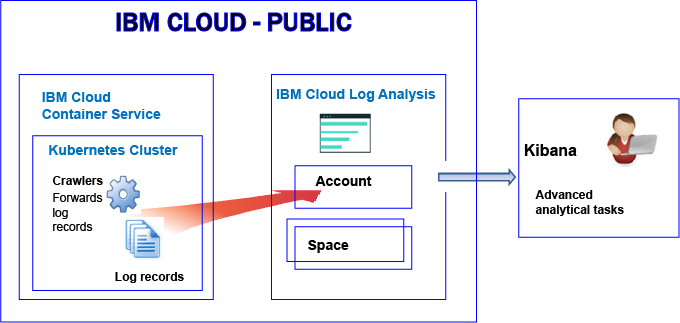 IBM CLOUD - PUBLIC
IBM Cloud
Container Service
Kubernetes Cluster
Crawlers
Forwards
log
records
Log records
IBM Cloud Log Analysis
Account
Space
Kibana
Advanced
analytical tasks